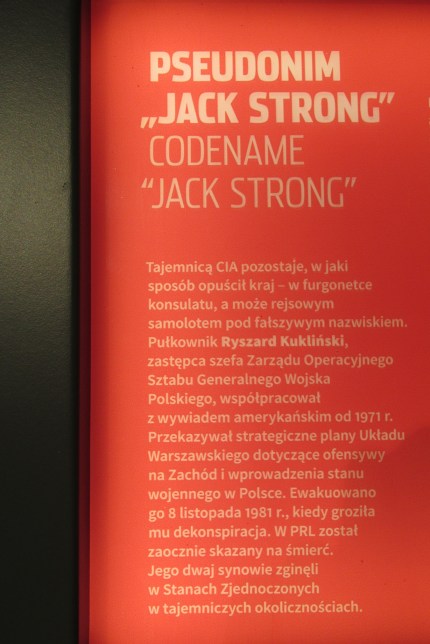 PSEUDONIM
„JACK STRONG”
CODENAME
“JACK STRONG”
Tajemnicą CIA pozostaje, w jaki
sposób opuścił kraj – w furgonetce
konsulatu, a może rejsowym
samolotem pod fałszywym nazwiskiem.
Pułkownik Ryszard Kukliński,
zastępca szefa Zarządu Operacyjnego
Sztabu Generalnego Wojska
Polskiego, współpracował
z wywiadem amerykańskim od 1971 r.
Przekazywał strategiczne plany Układu
Warszawskiego dotyczące ofensywy
na Zachód i wprowadzenia stanu
wojennego w Polsce. Ewakuowano
go 8 listopada 1981 r., kiedy groziła
mu dekonspiracja. W PRL został
zaocznie skazany na śmierć.
Jego dwaj synowie zginęli
w Stanach Zjednoczonych
w tajemniczych okolicznościach.